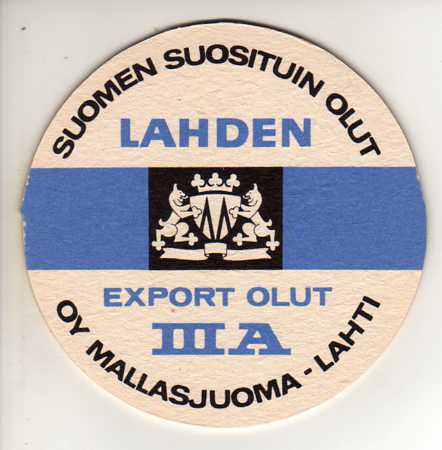 SUOMEN SUOSITUIN OLUT
LAHDEN
EXPORT OLUT
III A
OY MALLASJUOMA - LAHTI